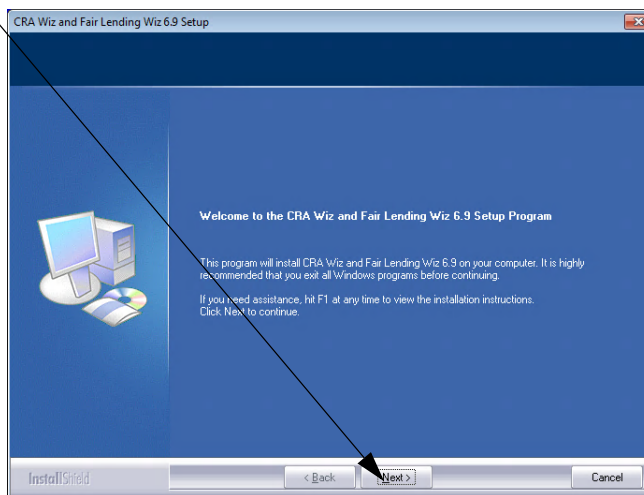 CRA Wiz and Fair Lending Wiz 6.9 Setup
Welcome to the CRA Wiz and Fair Lending Wiz 6.9 Setup Program
This program will install CRA Wiz and Fair Lending Wiz 6.9 on your computer. It is highly
recommended that you exit all Windows programs before continuing.
If you need assistance, hit F1 at any time to view the installation instructions.
Click Next to continue.
InstallShield
< Back
Next >
Cancel